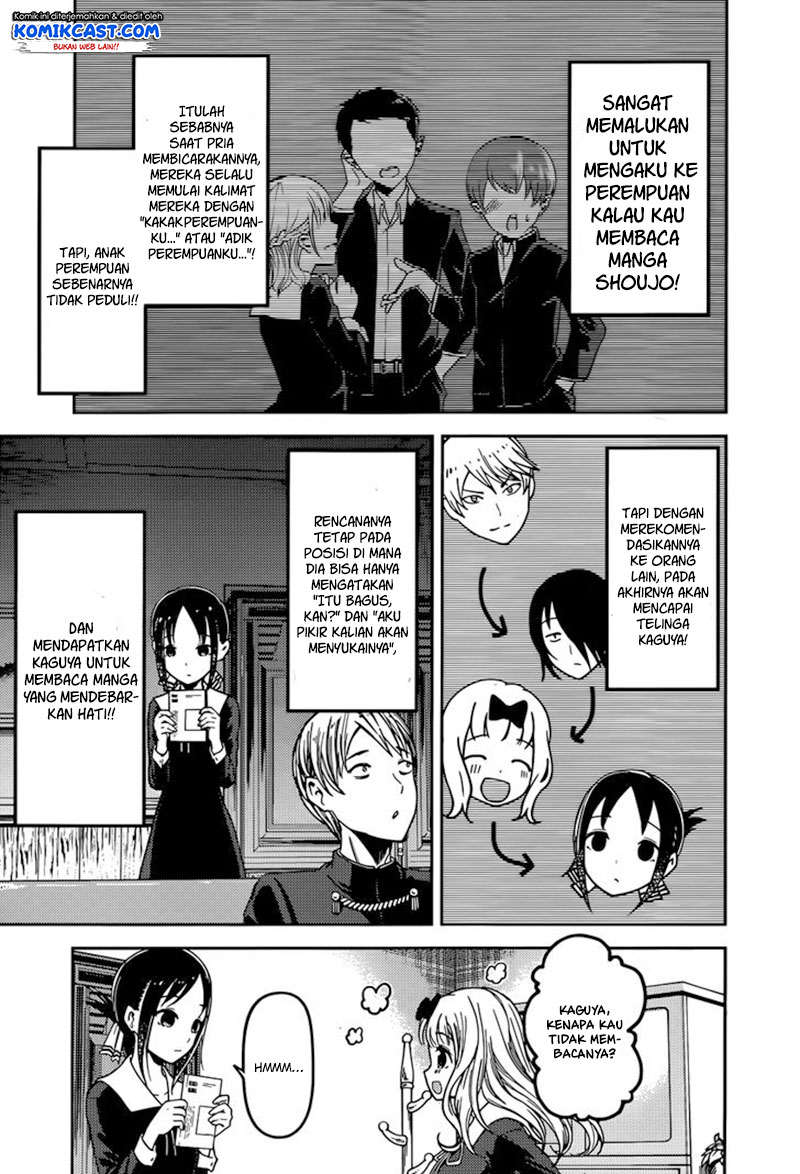 Komik ini diterjemahkan & diedit oleh
KOMIKCAST.COM
BUKAN WEB LAIN!!
SANGAT
MEMALUKAN
UNTUK
MENGAKU KE
PEREMPUAN
KALAU KAU
MEMBACA
MANGA
SHOUJO!
ITULAH
SEBABNYA
SAAT PRIA
MEMBICARAKANNYA,
MEREKA SELALU
MEMULAI KALIMAT
MEREKA DENGAN
"KAKAKPEREMPUAN-
KU..." ATAU "ADIK
PEREMPUANKU..."!
TAPI, ANAK
PEREMPUAN
SEBENARNYA
TIDAK PEDULI!!
TAPI DENGAN
MEREKOMEN-
DASIKANNYA
KE ORANG
LAIN, PADA
AKHIRNYA AKAN
MENCAPAI
TELINGA
KAGUYA!
RENCANANYA
TETAP PADA
POSISI DI MANA
DIA BISA HANYA
MENGATAKAN
"ITU BAGUS,
KAN?" DAN "AKU
PIKIR KALIAN AKAN
MENYUKAINYA",
DAN
MENDAPATKAN
KAGUYA UNTUK
MEMBACA MANGA
YANG MENDEBAR-
KAN HATI!!
KAGUYA,
KENAPA KAU
TIDAK MEM-
BACANYA?
HMMM...